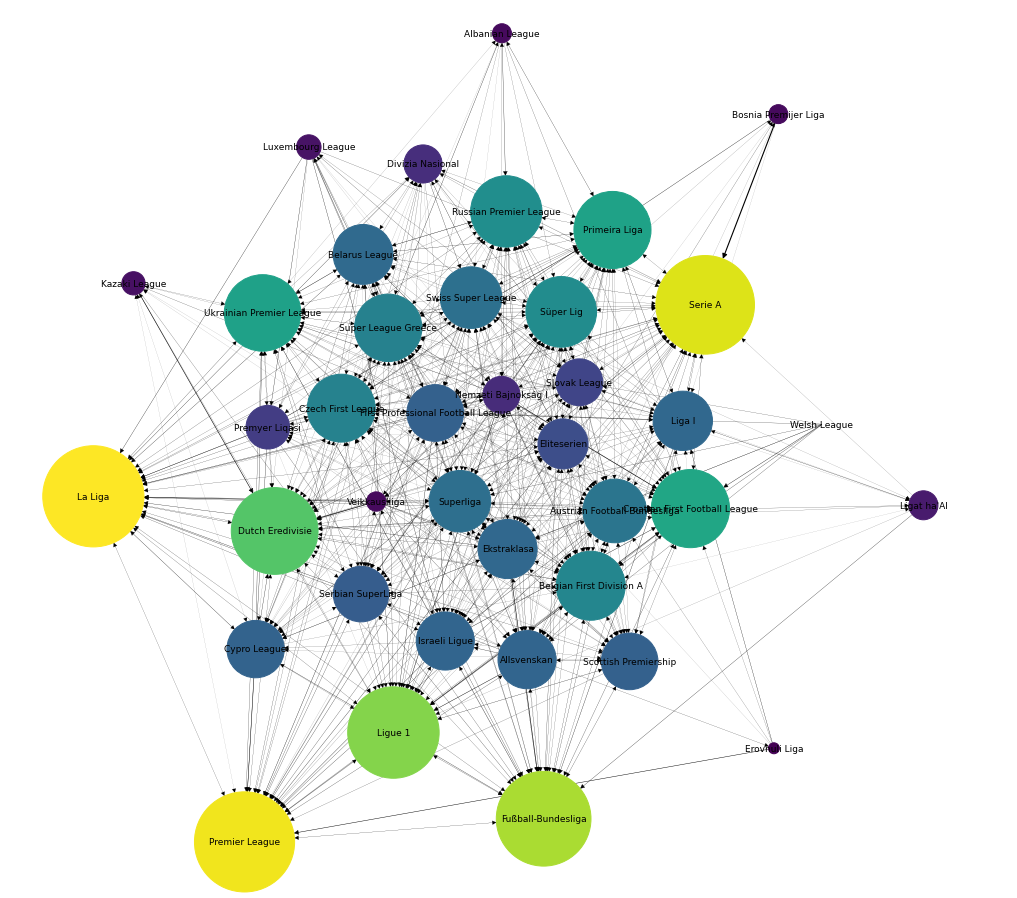 Albanian League
Bosnia Premijer Liga
Luxembourg League
Divizia Național
Russian Premier League
Primeira Liga
Belarus League
Kazakh League
Swiss Super League
Serie A
Ukrainian Premier League
Süper Lig
Super League Greece
Slovak League
Nemzeti Bajnokság I
Czech First League
First Professional Football League
Liga I
Premyer Liqası
Welsh League
Eliteserien
La Liga
Veikkausliiga
Superliga
Ligat ha'Al
Austrian Football Bundesliga
Croatian First Football League
Dutch Eredivisie
Ekstraklasa
Belgian First Division A
Serbian SuperLiga
Israeli Ligue
Cypro League
Allsvenskan
Scottish Premiership
Ligue 1
Erovnuli Liga
Fußball-Bundesliga
Premier League